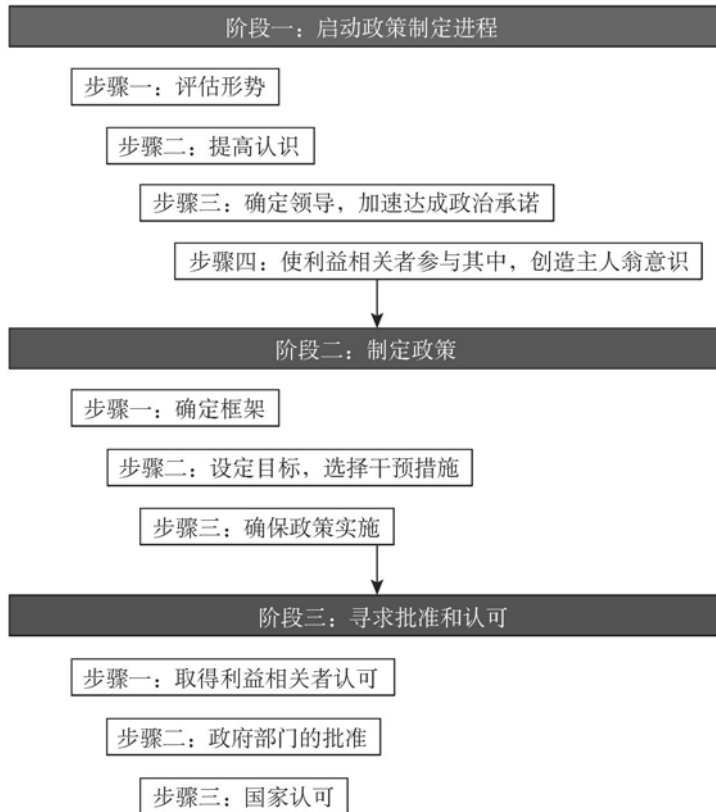 阶段一：启动政策制定进程
步骤一：评估形势
步骤二：提高认识
步骤三：确定领导，加速达成政治承诺
步骤四：使利益相关者参与其中，创造主人翁意识
阶段二：制定政策
步骤一：确定框架
步骤二：设定目标，选择干预措施
步骤三：确保政策实施
阶段三：寻求批准和认可
步骤一：取得利益相关者认可
步骤二：政府部门的批准
步骤三：国家认可